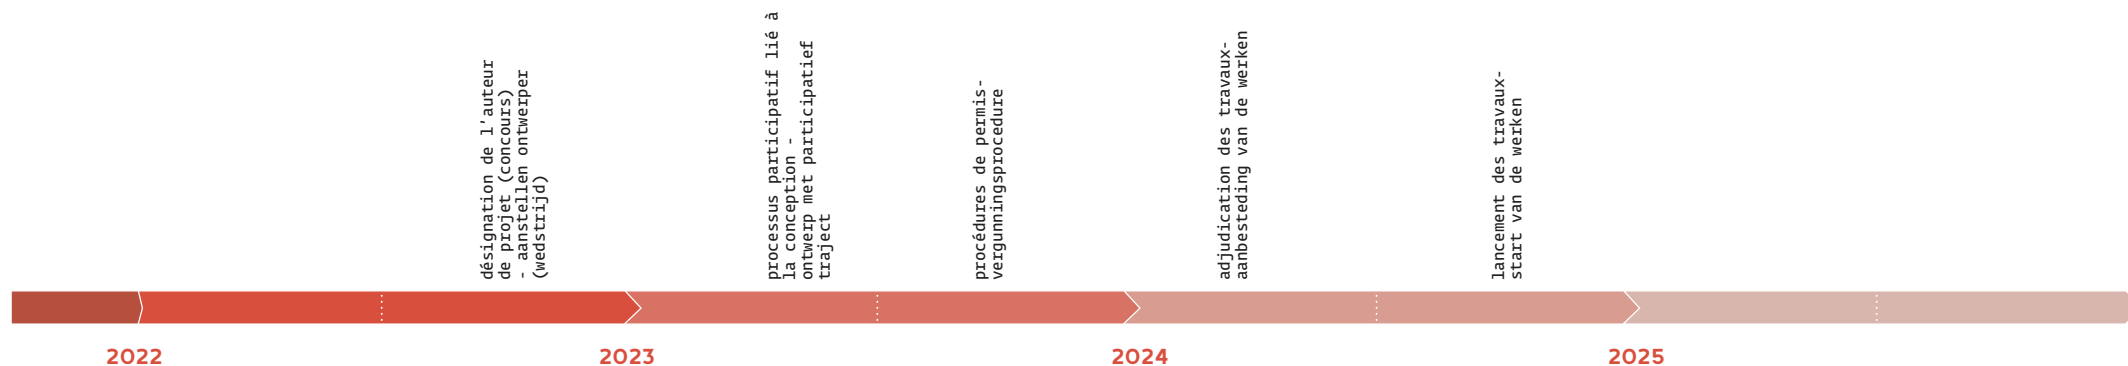 désignation de l'auteur
de projet (concours)
- aanstellen ontwerper
(wedstrijd)
processus participatif lié à
la conception -
ontwerp met participatief
traject
procédures de permis-
vergunningsprocedure
adjudication des travaux-
aanbesteding van de werken
lancement des travaux-
start van de werken
2022
2023
2024
2025